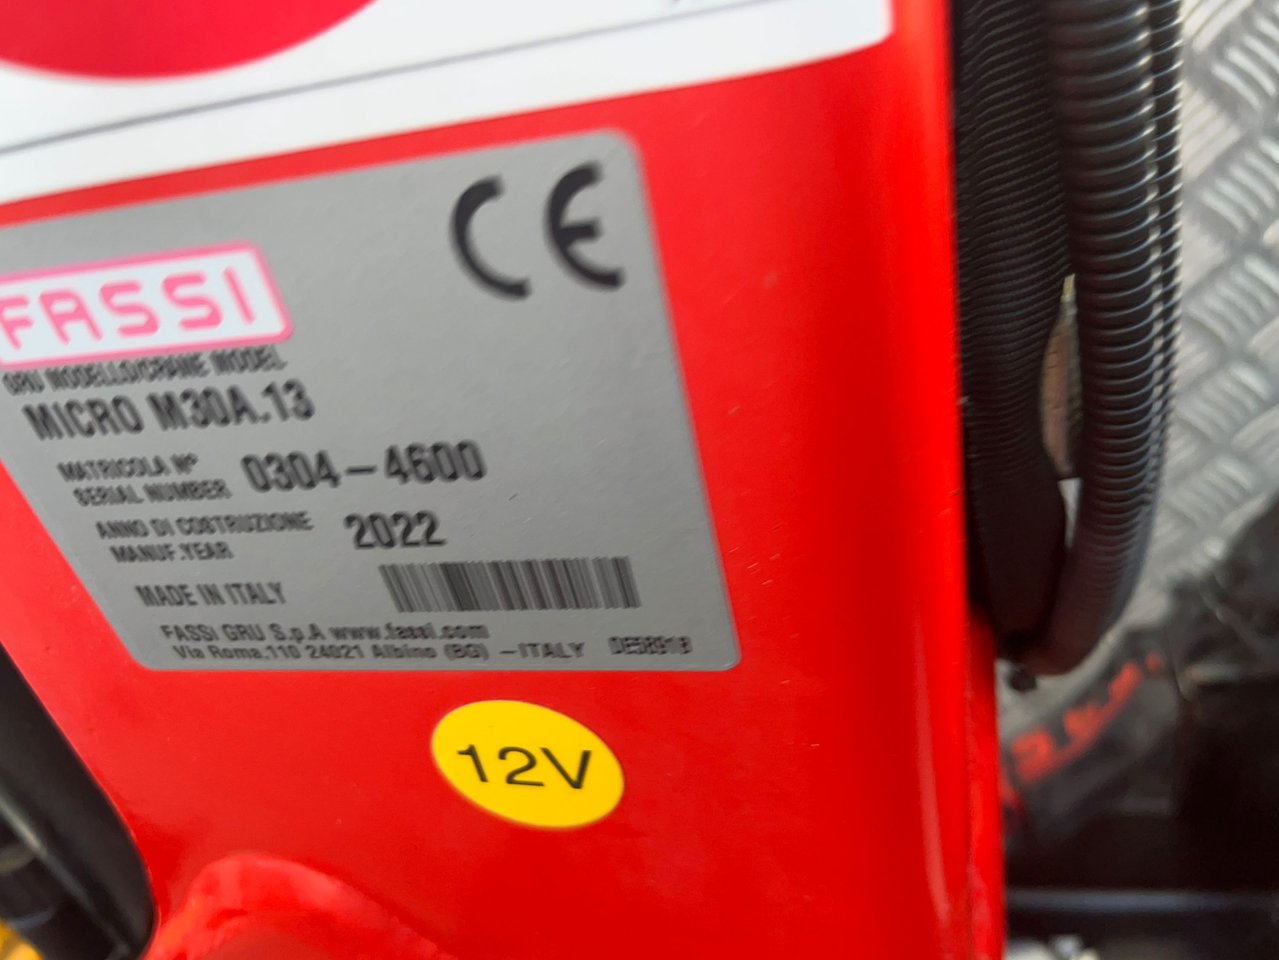 CE
FASSI
GRU MODELLO/CRANE MODEL
MICRO M30A.13
MATRICOLA Nº
SERIAL NUMBER 0304-4600
ANNO DI COSTRUZIONE
MANUF.YEAR 2022
MADE IN ITALY
FASSI GRU S.p.A www.fassi.com
Via Roma,110 24021 Albino (BG) - ITALY
12V